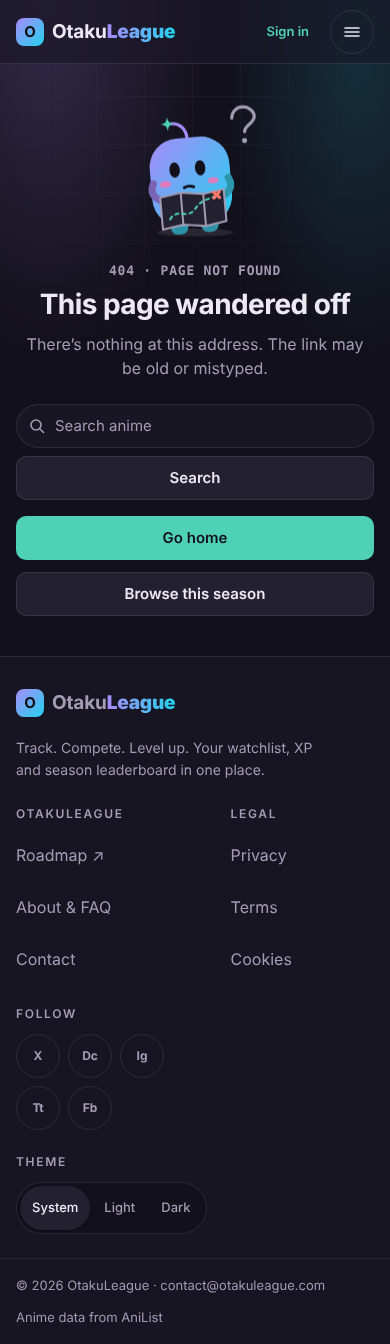 O OtakuLeague
Sign in
?
404 · PAGE NOT FOUND
This page wandered off
There’s nothing at this address. The link may
be old or mistyped.
Search anime
Search
Go home
Browse this season
O OtakuLeague
Track. Compete. Level up. Your watchlist, XP
and season leaderboard in one place.
OTAKULEAGUE
LEGAL
Roadmap ↗
Privacy
About & FAQ
Terms
Contact
Cookies
FOLLOW
X Dc Ig
Tt Fb
THEME
System Light Dark
© 2026 OtakuLeague · contact@otakuleague.com
Anime data from AniList